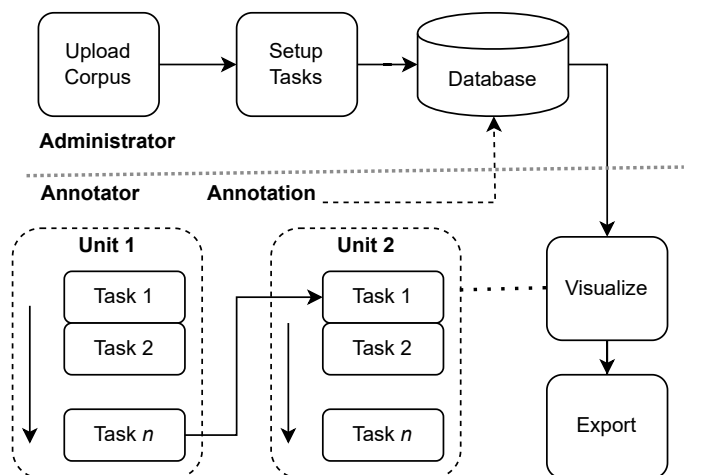 Upload
Corpus
Setup
Tasks
Database
Administrator
Annotator
Annotation
Unit 1
Task 1
Task 2
Task n
Unit 2
Task 1
Task 2
Task n
Visualize
Export